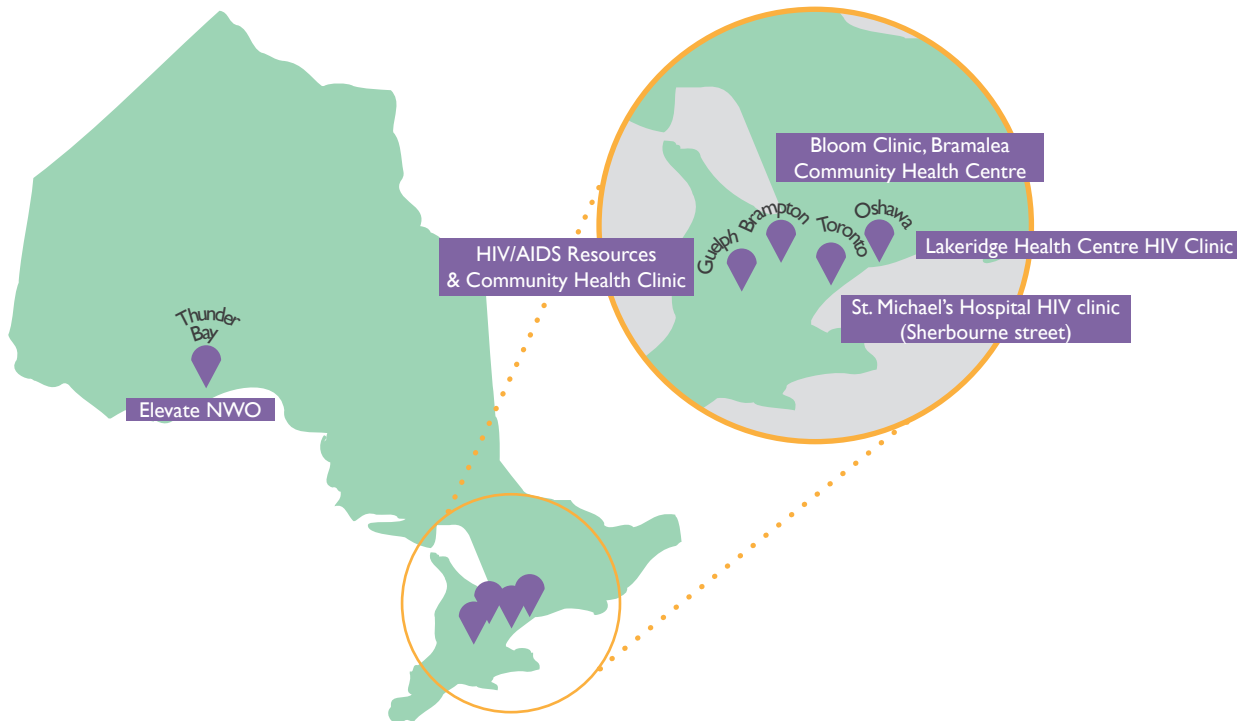 Bloom Clinic, Bramalea
Community Health Centre
Guelph
Brampton
Toronto
Oshawa
HIV/AIDS Resources
& Community Health Clinic
Lakeridge Health Centre HIV Clinic
St. Michael's Hospital HIV clinic
(Sherbourne street)
Thunder
Bay
Elevate NWO